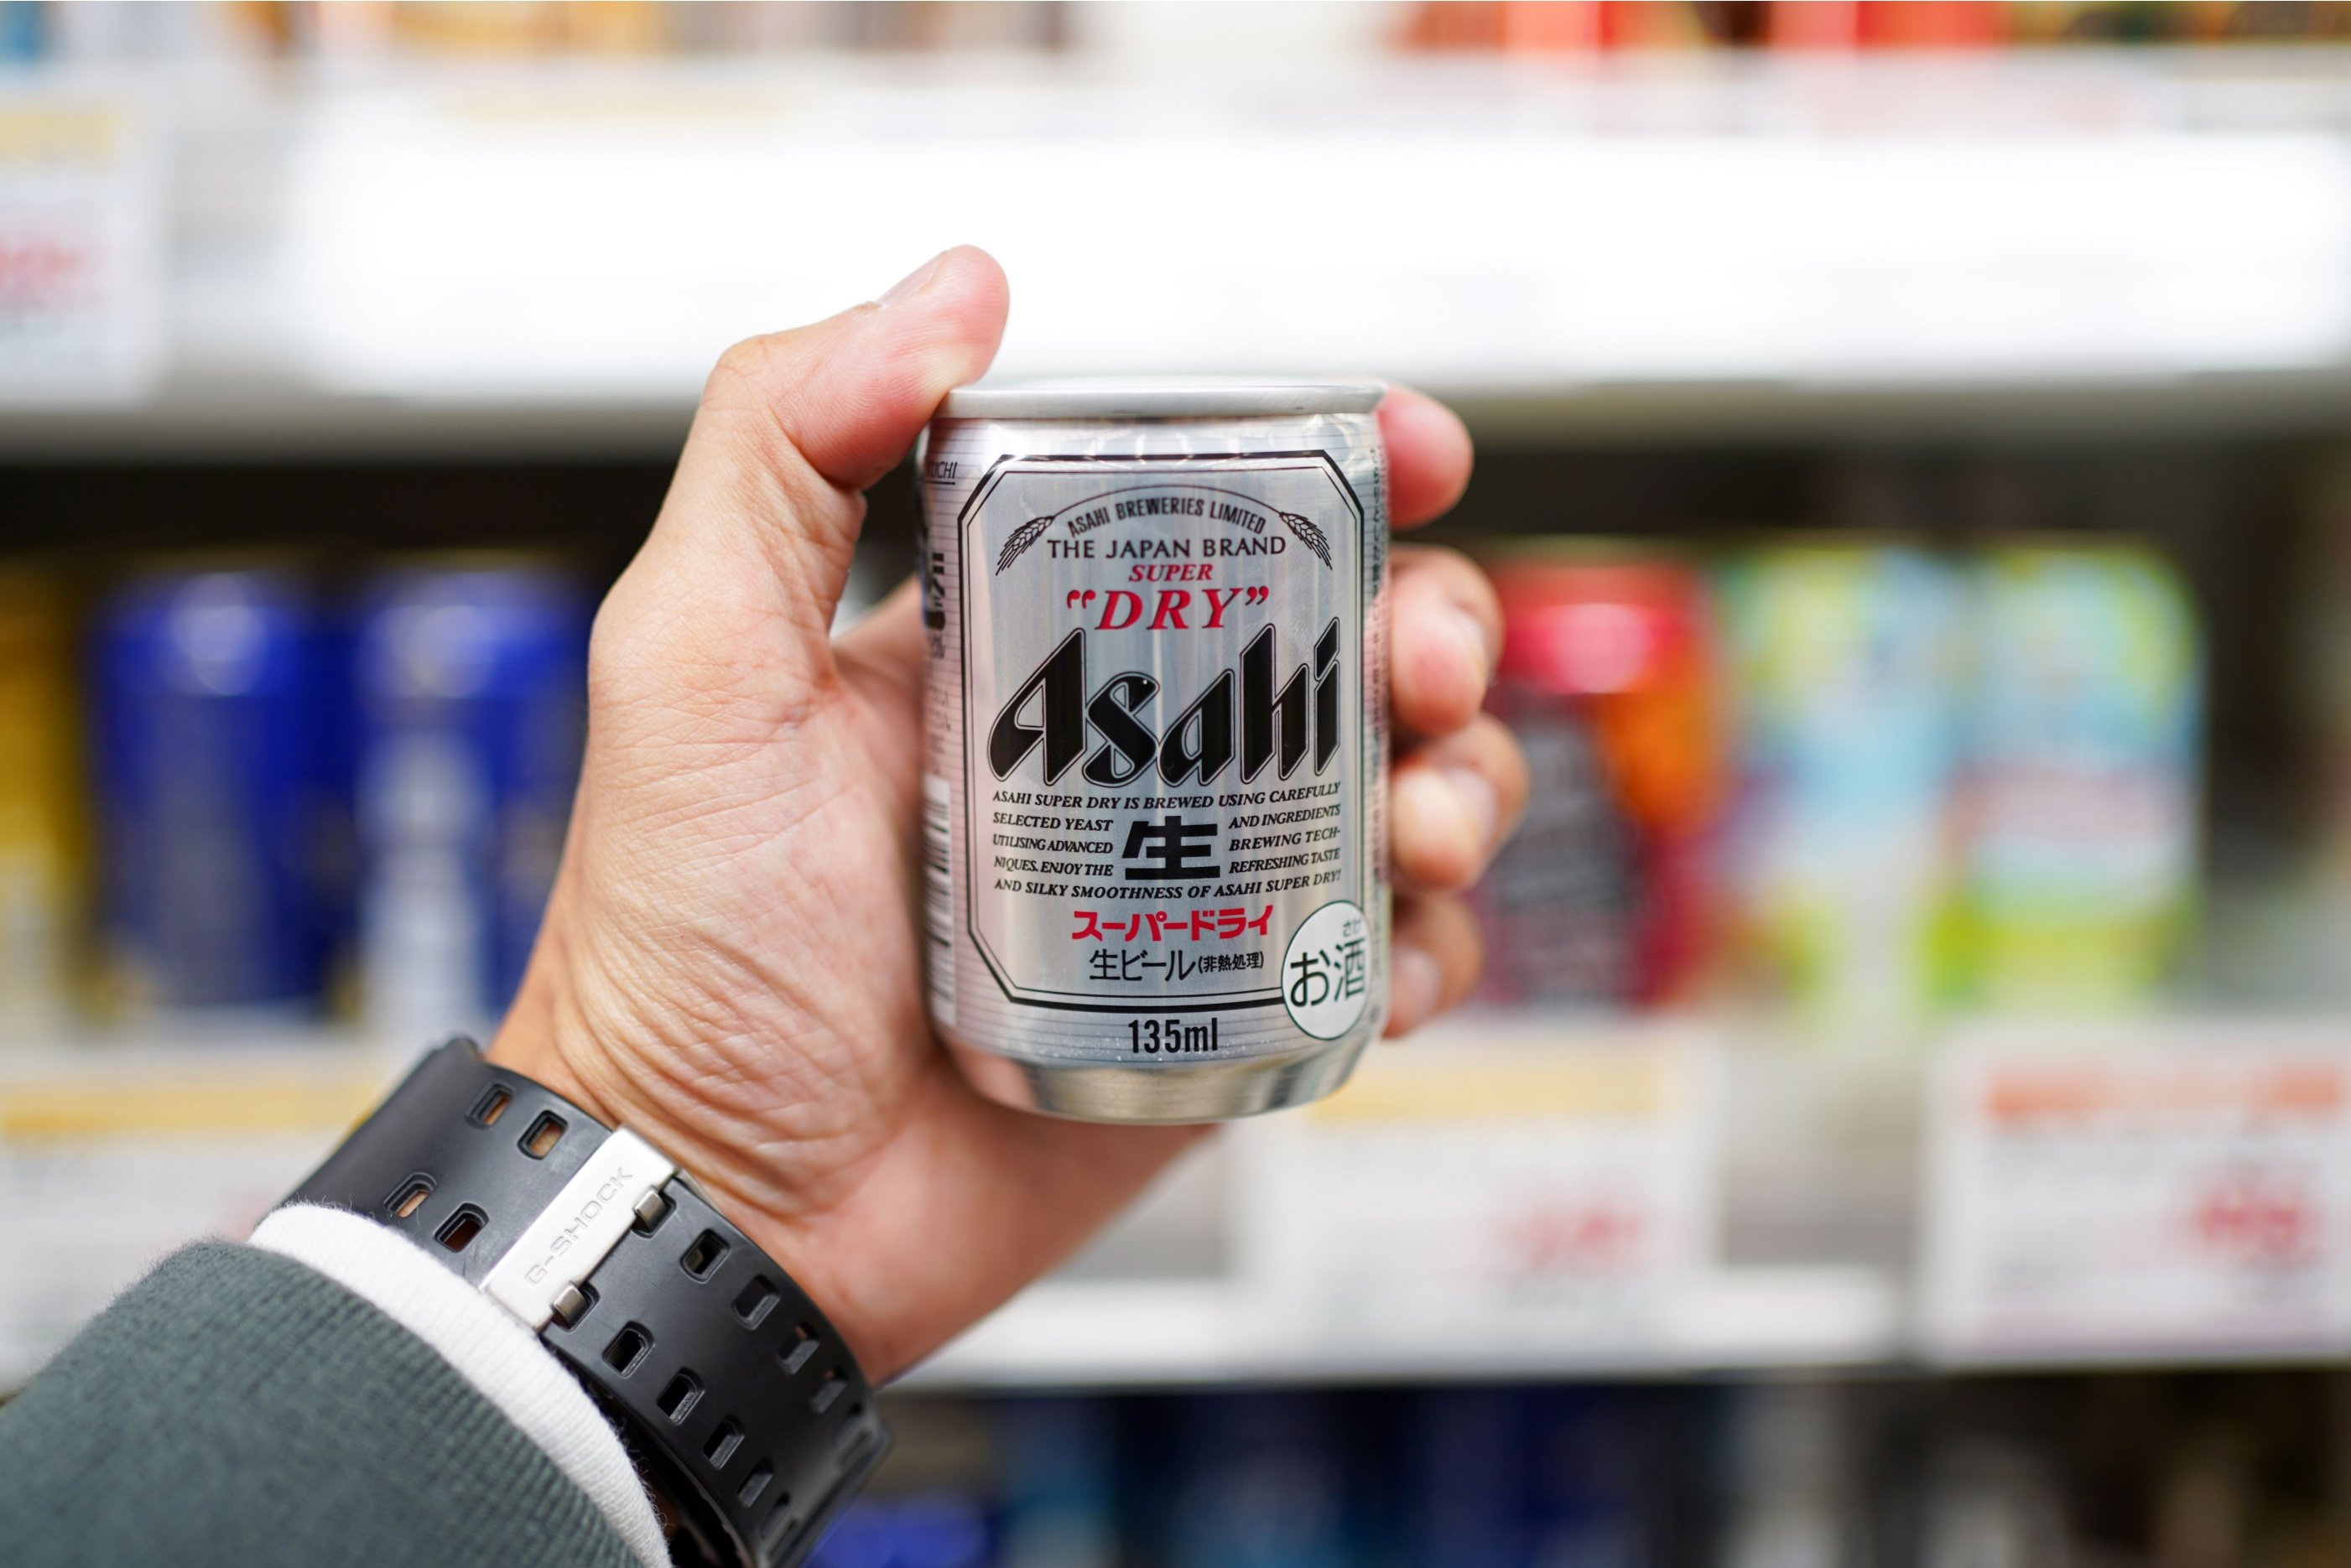 ASAHI BREWERIES LIMITED
THE JAPAN BRAND
SUPER
"DRY"
Asahi
ASAHI SUPER DRY IS BREWED USING CAREFULLY
SELECTED YEAST 生 AND INGREDIENTS
UTILISING ADVANCED BREWING TECH-
NIQUES. ENJOY THE REFRESHING TASTE
AND SILKY SMOOTHNESS OF ASAHI SUPER DRY!
スーパードライ
生ビール(非熱処理)
さけ
お酒
135ml
G-SHOCK